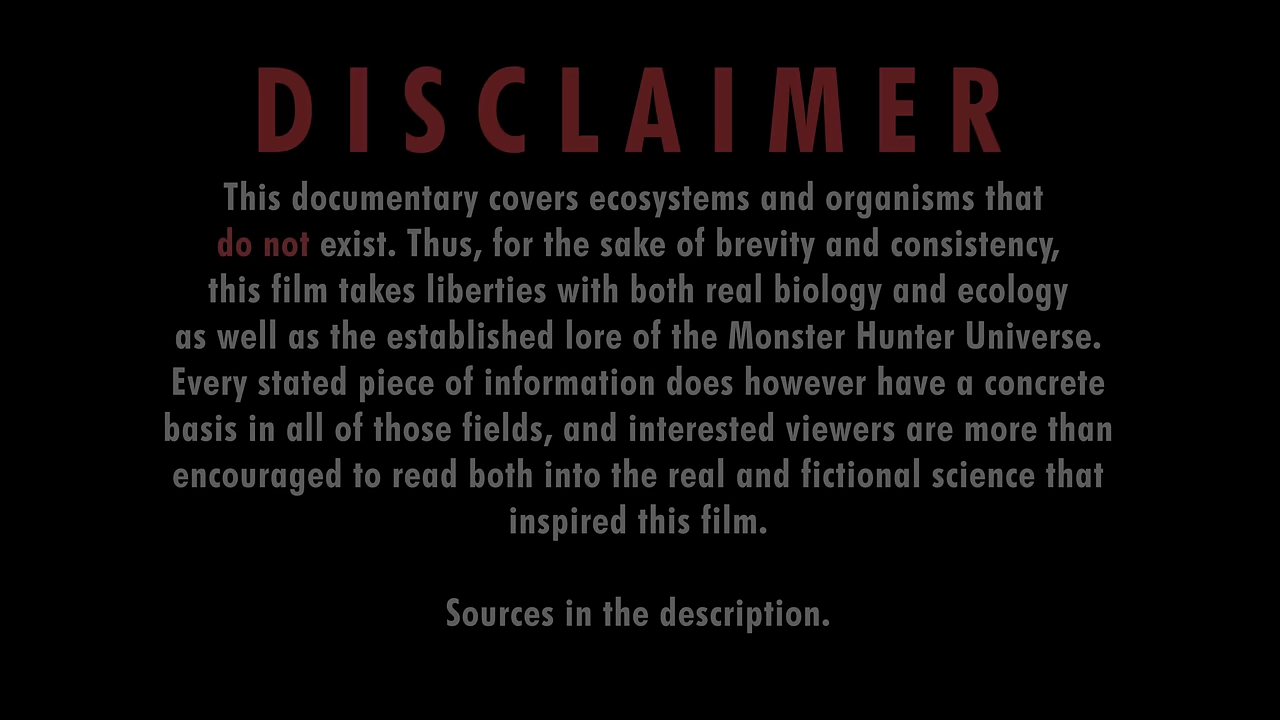 DISCLAIMER
This documentary covers ecosystems and organisms that
do not exist. Thus, for the sake of brevity and consistency,
this film takes liberties with both real biology and ecology
as well as the established lore of the Monster Hunter Universe.
Every stated piece of information does however have a concrete
basis in all of those fields, and interested viewers are more than
encouraged to read both into the real and fictional science that
inspired this film.
Sources in the description.